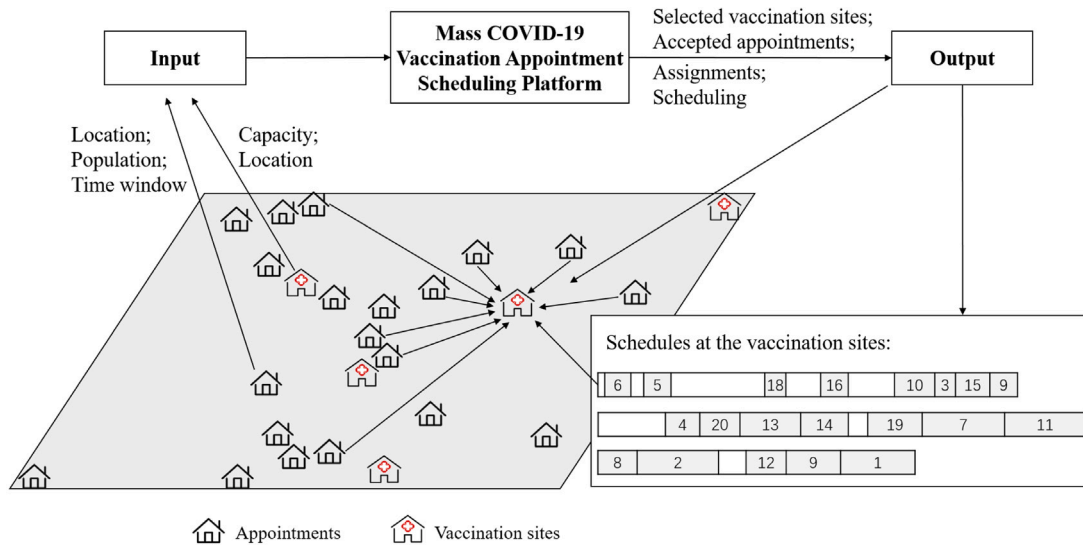 Mass COVID-19
Vaccination Appointment
Scheduling Platform
Input
Selected vaccination sites;
Accepted appointments;
Assignments;
Scheduling
Output
Location;
Population;
Time window
Capacity;
Location
Schedules at the vaccination sites:
6 5 18 16 10 3 15 9
4 20 13 14 19 7 11
8 2 12 9 1
Appointments
Vaccination sites